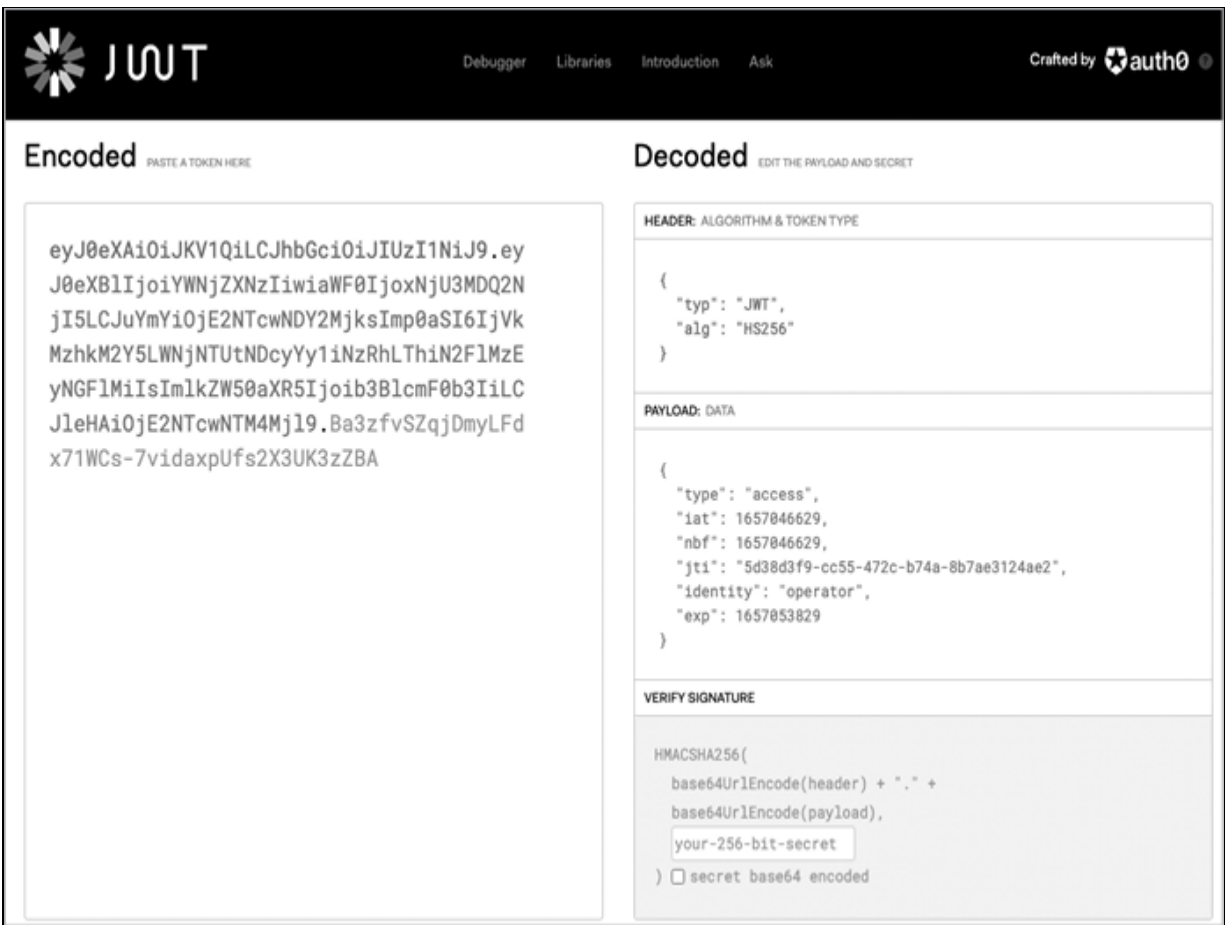 JWT
Debugger Libraries Introduction Ask
Crafted by auth0
Encoded PASTE A TOKEN HERE
eyJ0eXAiOiJKV1QiLCJhbGciOiJIUzI1NiJ9.ey
J0eXBlIjoiYWNjZXNzIiwiaWF0IjoxNjU3MDQ2N
jI5LCJuYmYiOjE2NTcwNDY2MjksImp0aSI6IjVk
MzhkM2Y5LWNjNTUtNDcyYy1iNzRhLThiN2FlMzE
yNGFlMiIsImlkZW50aXR5Ijoib3BlcmF0b3IiLC
JleHAiOjE2NTcwNTM4Mjl9.Ba3zfvSZqjDmyLFd
x71WCs-7vidaxpUfs2X3UK3zZBA
Decoded EDIT THE PAYLOAD AND SECRET
HEADER: ALGORITHM & TOKEN TYPE
{
"typ": "JWT",
"alg": "HS256"
}
PAYLOAD: DATA
{
"type": "access",
"iat": 1657046629,
"nbf": 1657046629,
"jti": "5d38d3f9-cc55-472c-b74a-8b7ae3124ae2",
"identity": "operator",
"exp": 1657053829
}
VERIFY SIGNATURE
HMACSHA256(
base64UrlEncode(header) + "." +
base64UrlEncode(payload),
your-256-bit-secret
) secret base64 encoded